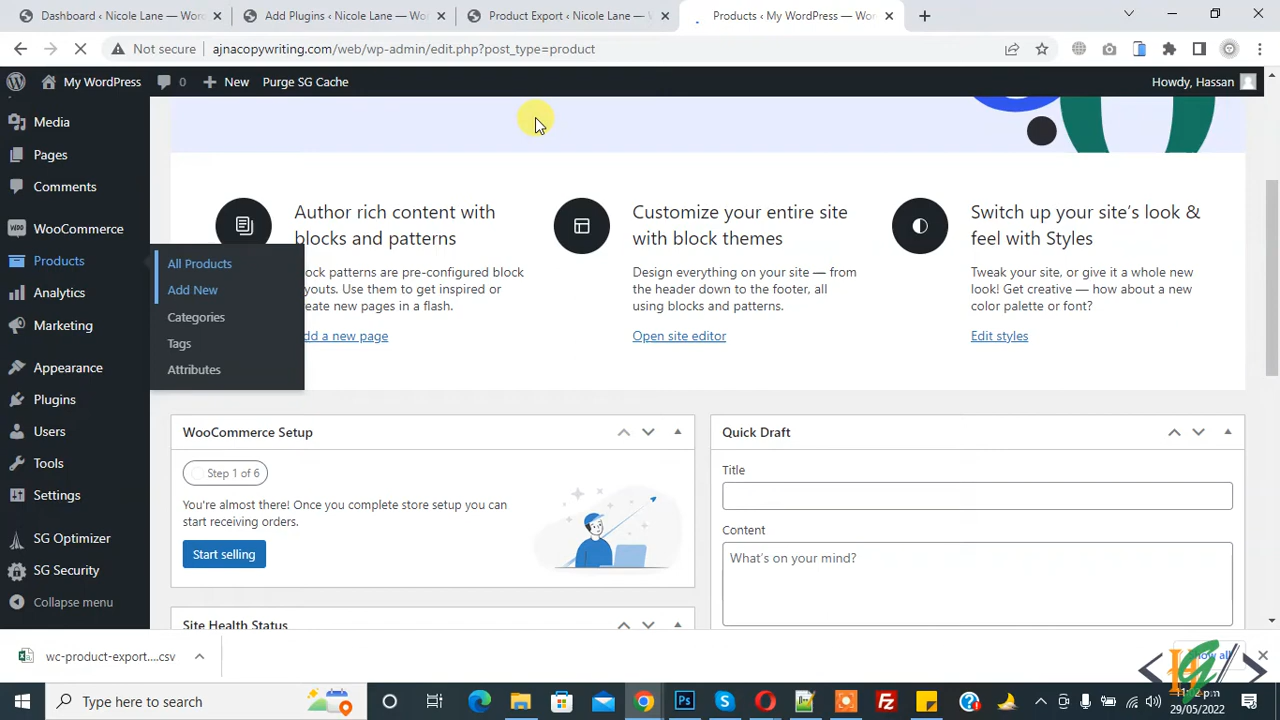 Dashboard ‹ Nicole Lane — Wor
Add Plugins ‹ Nicole Lane — Wo
Product Export ‹ Nicole Lane —
Products ‹ My WordPress — Wor
Not secure
ajnacopywriting.com/web/wp-admin/edit.php?post_type=product
My WordPress
0
New
Purge SG Cache
Howdy, Hassan
Media
Pages
Comments
WooCommerce
Products
Analytics
Marketing
Appearance
Plugins
Users
Tools
Settings
SG Optimizer
SG Security
Collapse menu
All Products
Add New
Categories
Tags
Attributes
Author rich content with
blocks and patterns
ock patterns are pre-configured block
youts. Use them to get inspired or
eate new pages in a flash.
dd a new page
Customize your entire site
with block themes
Design everything on your site — from
the header down to the footer, all
using blocks and patterns.
Open site editor
Switch up your site's look &
feel with Styles
Tweak your site, or give it a whole new
look! Get creative — how about a new
color palette or font?
Edit styles
WooCommerce Setup
Step 1 of 6
You're almost there! Once you complete store setup you can
start receiving orders.
Start selling
Site Health Status
Quick Draft
Title
Content
What's on your mind?
wc-product-export....csv
Show all
Type here to search
29/05/2022